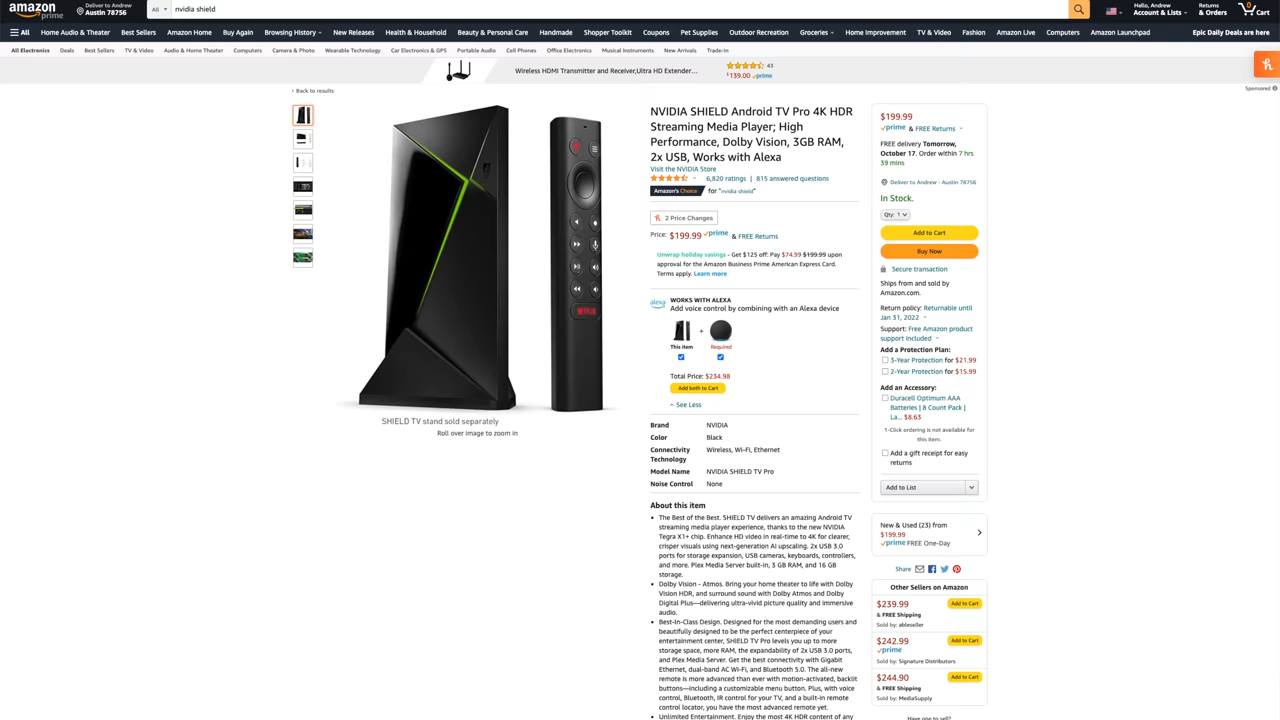 amazon
prime
Deliver to Andrew
Austin 78756
All
nvidia shield
Hello, Andrew
Account & Lists
Returns
& Orders
0
Cart
All
Home Audio & Theater
Best Sellers
Amazon Home
Buy Again
Browsing History
New Releases
Health & Household
Beauty & Personal Care
Handmade
Shopper Toolkit
Coupons
Pet Supplies
Outdoor Recreation
Groceries
Home Improvement
TV & Video
Fashion
Amazon Live
Computers
Amazon Launchpad
Epic Daily Deals are here
All Electronics
Deals
Best Sellers
TV & Video
Audio & Home Theater
Computers
Camera & Photo
Wearable Technology
Car Electronics & GPS
Portable Audio
Cell Phones
Office Electronics
Musical Instruments
New Arrivals
Trade-In
Wireless HDMI Transmitter and Receiver,Ultra HD Extender...
43
$139.00 prime
Sponsored
‹ Back to results
SHIELD TV stand sold separately
Roll over image to zoom in
NETFLIX
NVIDIA SHIELD Android TV Pro 4K HDR
Streaming Media Player; High
Performance, Dolby Vision, 3GB RAM,
2x USB, Works with Alexa
Visit the NVIDIA Store
6,820 ratings | 815 answered questions
Amazon's Choice for "nvidia shield"
2 Price Changes
Price: $199.99 prime & FREE Returns
Unwrap holiday savings - Get $125 off: Pay $74.99 $199.99 upon
approval for the Amazon Business Prime American Express Card.
Terms apply. Learn more
alexa
WORKS WITH ALEXA
Add voice control by combining with an Alexa device
+
This item
Required
Total Price: $234.98
Add both to Cart
See Less
Brand NVIDIA
Color Black
Connectivity Wireless, Wi-Fi, Ethernet
Technology
Model Name NVIDIA SHIELD TV Pro
Noise Control None
About this item
• The Best of the Best. SHIELD TV delivers an amazing Android TV
streaming media player experience, thanks to the new NVIDIA
Tegra X1+ chip. Enhance HD video in real-time to 4K for clearer,
crisper visuals using next-generation AI upscaling. 2x USB 3.0
ports for storage expansion, USB cameras, keyboards, controllers,
and more. Plex Media Server built-in, 3 GB RAM, and 16 GB
storage.
• Dolby Vision - Atmos. Bring your home theater to life with Dolby
Vision HDR, and surround sound with Dolby Atmos and Dolby
Digital Plus—delivering ultra-vivid picture quality and immersive
audio.
• Best-In-Class Design. Designed for the most demanding users and
beautifully designed to be the perfect centerpiece of your
entertainment center, SHIELD TV Pro levels you up to more
storage space, more RAM, the expandability of 2x USB 3.0 ports,
and Plex Media Server. Get the best connectivity with Gigabit
Ethernet, dual-band AC Wi-Fi, and Bluetooth 5.0. The all-new
remote is more advanced than ever with motion-activated, backlit
buttons—including a customizable menu button. Plus, with voice
control, Bluetooth, IR control for your TV, and a built-in remote
control locator, you have the most advanced remote yet.
• Unlimited Entertainment. Enjoy the most 4K HDR content of any
$199.99
prime & FREE Returns
FREE delivery Tomorrow,
October 17. Order within 7 hrs
39 mins
Deliver to Andrew - Austin 78756
In Stock.
Qty: 1
Add to Cart
Buy Now
Secure transaction
Ships from and sold by
Amazon.com.
Return policy: Returnable until
Jan 31, 2022
Support: Free Amazon product
support included
Add a Protection Plan:
3-Year Protection for $21.99
2-Year Protection for $15.99
Add an Accessory:
Duracell Optimum AAA
Batteries | 8 Count Pack |
La... $8.63
1-Click ordering is not available for
this item.
Add a gift receipt for easy
returns
Add to List
New & Used (23) from
$199.99
prime FREE One-Day
Share
Other Sellers on Amazon
$239.99
Add to Cart
& FREE Shipping
Sold by: ableseller
$242.99
Add to Cart
prime
Sold by: Signature Distributors
$244.90
Add to Cart
& FREE Shipping
Sold by: MediaSupply
Have one to sell?